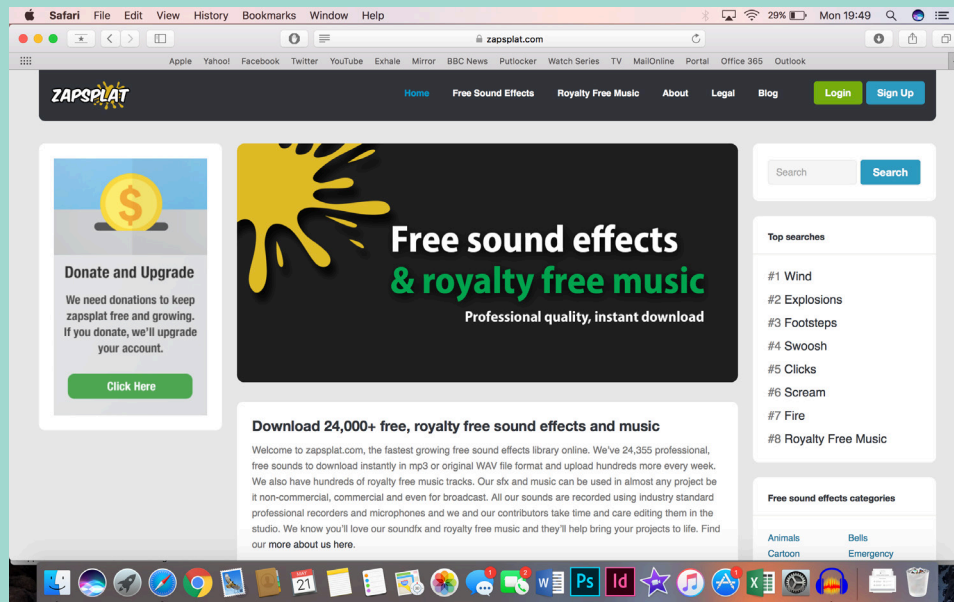 Safari File Edit View History Bookmarks Window Help
29% Mon 19:49
zapsplat.com
Apple Yahoo! Facebook Twitter YouTube Exhale Mirror BBC News Putlocker Watch Series TV MailOnline Portal Office 365 Outlook
ZAPSPLAT
Home Free Sound Effects Royalty Free Music About Legal Blog Login Sign Up
$
Donate and Upgrade
We need donations to keep
zapsplat free and growing.
If you donate, we'll upgrade
your account.
Click Here
Free sound effects
& royalty free music
Professional quality, instant download
Download 24,000+ free, royalty free sound effects and music
Welcome to zapsplat.com, the fastest growing free sound effects library online. We've 24,355 professional,
free sounds to download instantly in mp3 or original WAV file format and upload hundreds more every week.
We also have hundreds of royalty free music tracks. Our sfx and music can be used in almost any project be
it non-commercial, commercial and even for broadcast. All our sounds are recorded using industry standard
professional recorders and microphones and we and our contributors take time and care editing them in the
studio. We know you'll love our soundfx and royalty free music and they'll help bring your projects to life. Find
our more about us here.
Search Search
Top searches
#1 Wind
#2 Explosions
#3 Footsteps
#4 Swoosh
#5 Clicks
#6 Scream
#7 Fire
#8 Royalty Free Music
Free sound effects categories
Animals Bells
Cartoon Emergency
21
1
2
W
Ps
Id
1
X